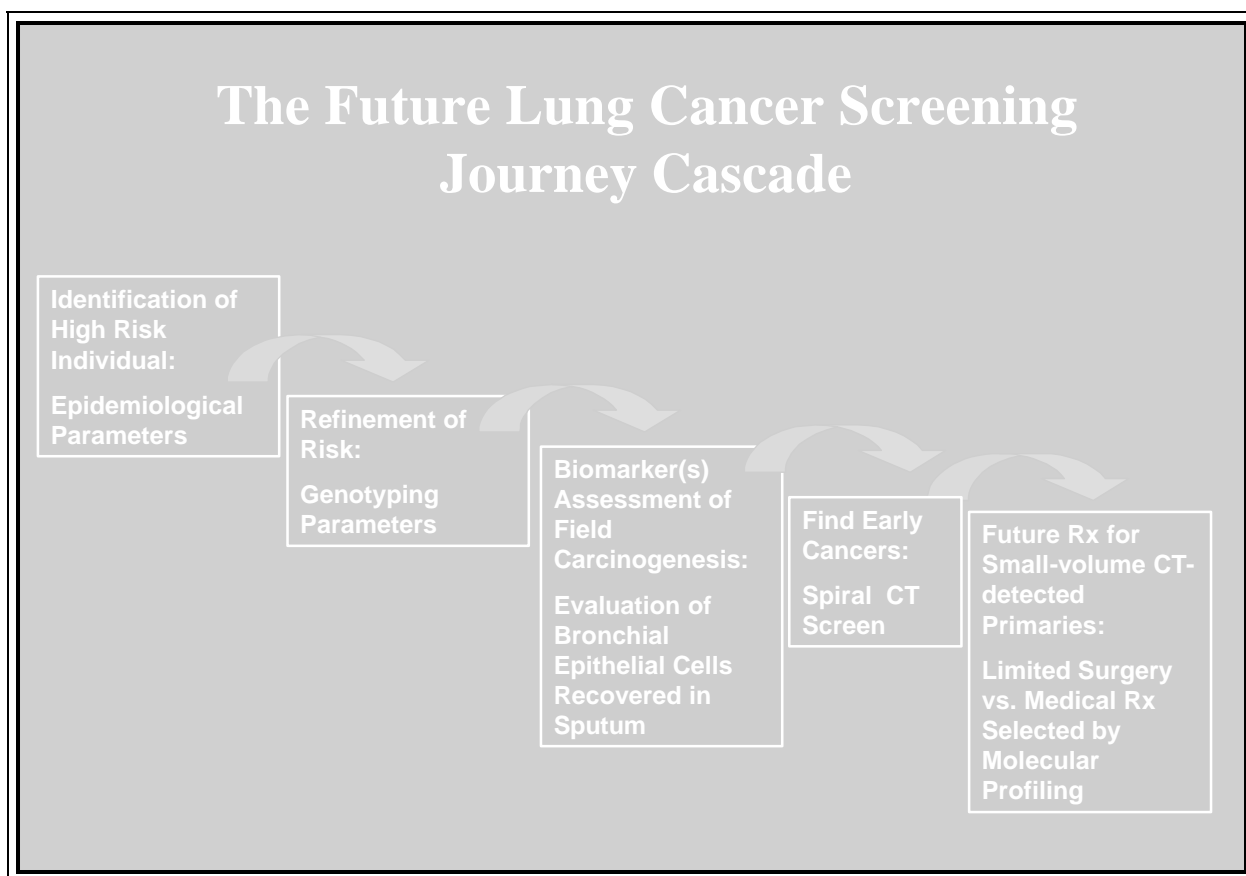 The Future Lung Cancer Screening
Journey Cascade
Identification of
High Risk
Individual:
Epidemiological
Parameters
Refinement of
Risk:
Genotyping
Parameters
Biomarker(s)
Assessment of
Field
Carcinogenesis:
Evaluation of
Bronchial
Epithelial Cells
Recovered in
Sputum
Find Early
Cancers:
Spiral CT
Screen
Future Rx for
Small-volume CT-
detected
Primaries:
Limited Surgery
vs. Medical Rx
Selected by
Molecular
Profiling